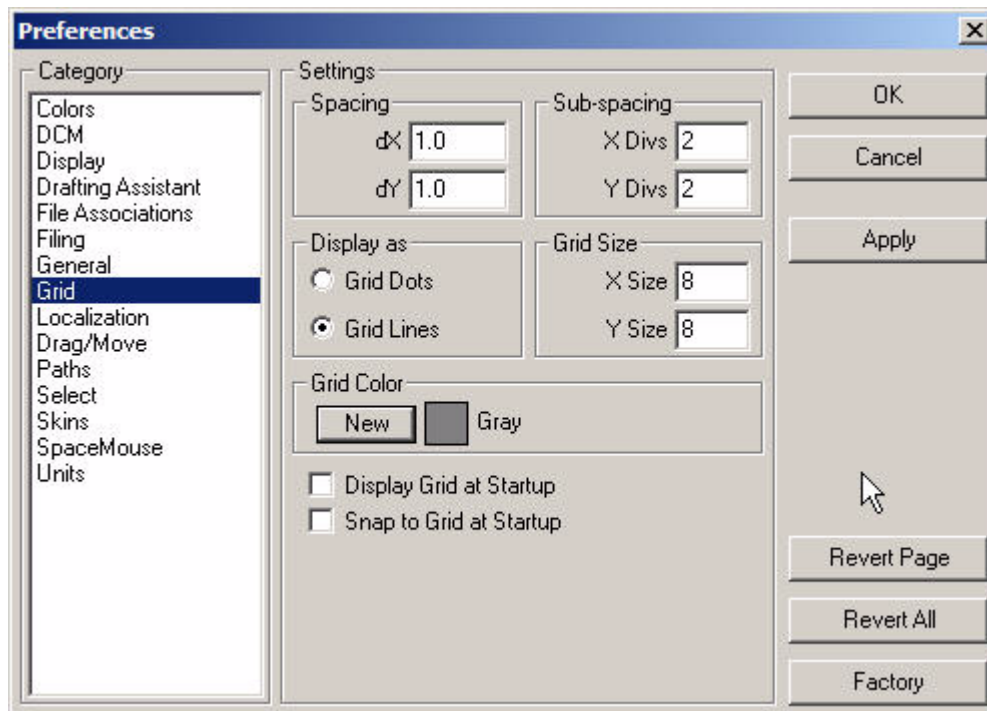 Preferences
Category
Colors
DCM
Display
Drafting Assistant
File Associations
Filing
General
Grid
Localization
Drag/Move
Paths
Select
Skins
SpaceMouse
Units
Settings
Spacing
dX 1.0
dY 1.0
Sub-spacing
X Divs 2
Y Divs 2
Display as
Grid Dots
Grid Lines
Grid Size
X Size 8
Y Size 8
Grid Color
New Gray
Display Grid at Startup
Snap to Grid at Startup
OK
Cancel
Apply
Revert Page
Revert All
Factory